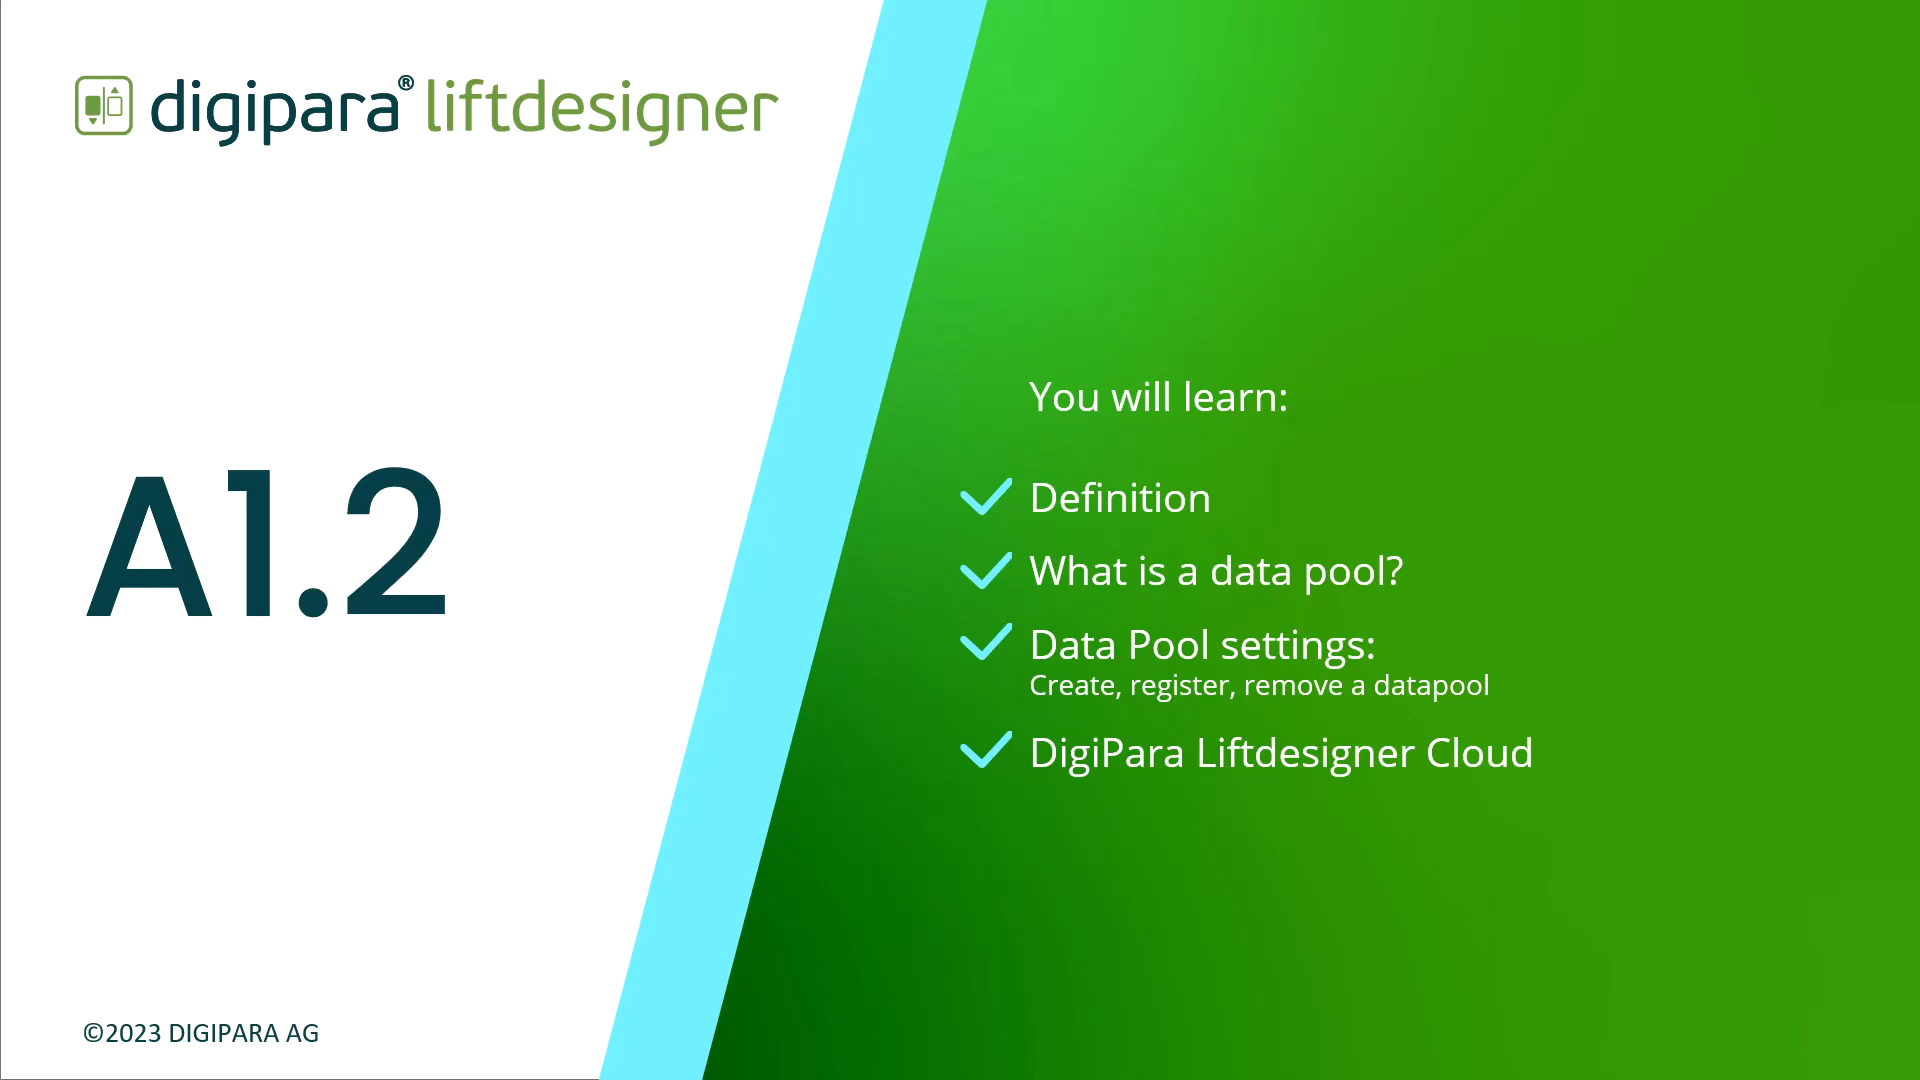 digipara® liftdesigner
A1.2
You will learn:
Definition
What is a data pool?
Data Pool settings:
Create, register, remove a datapool
DigiPara Liftdesigner Cloud
©2023 DIGIPARA AG